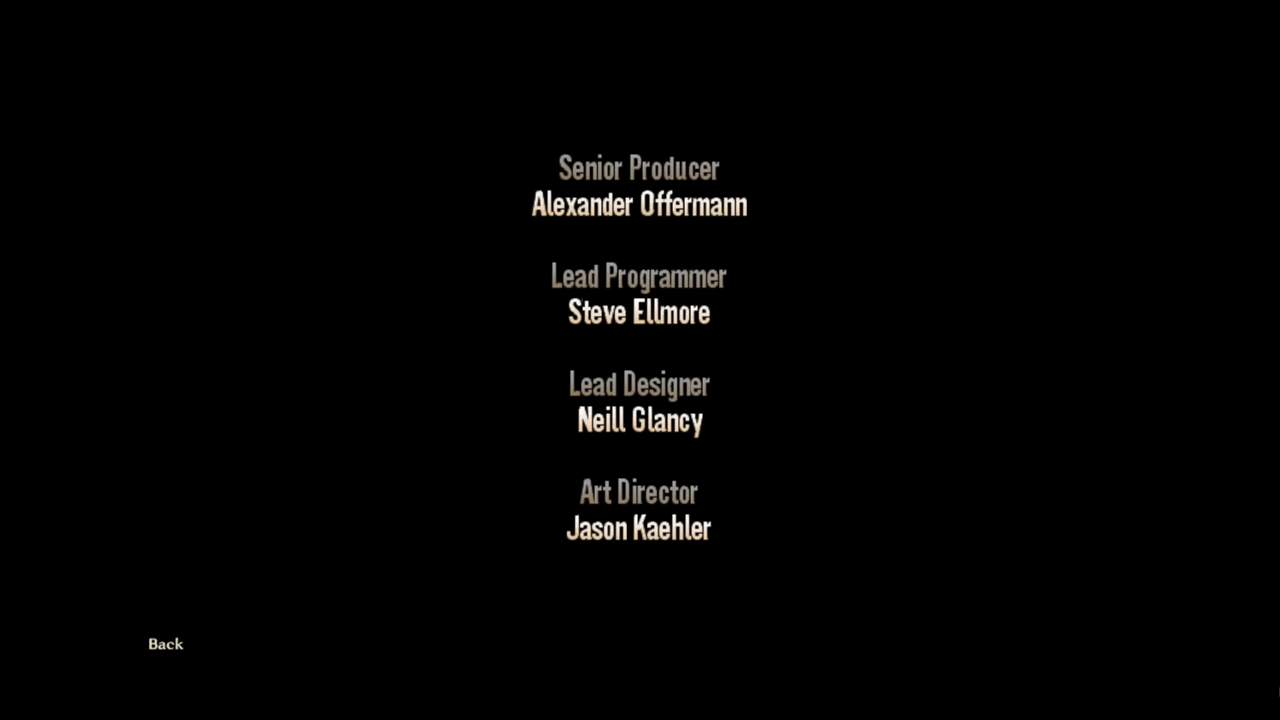 Senior Producer
Alexander Offermann
Lead Programmer
Steve Ellmore
Lead Designer
Neill Glancy
Art Director
Jason Kaehler
Back